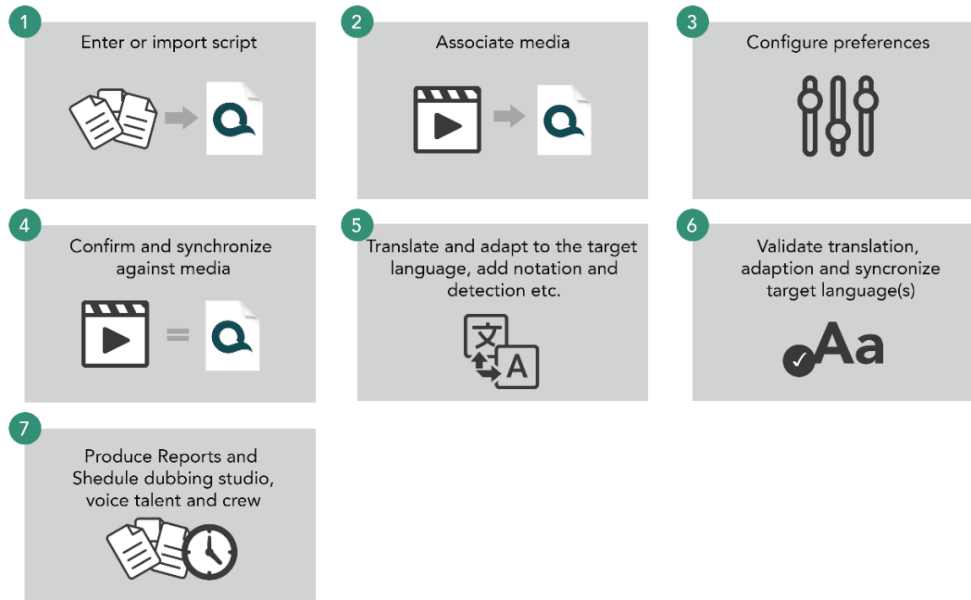 1
Enter or import script
2
Associate media
3
Configure preferences
4
Confirm and synchronize
against media
5
Translate and adapt to the target
language, add notation and
detection etc.
文
A
6
Validate translation,
adaption and syncronize
target language(s)
Aa
7
Produce Reports and
Shedule dubbing studio,
voice talent and crew